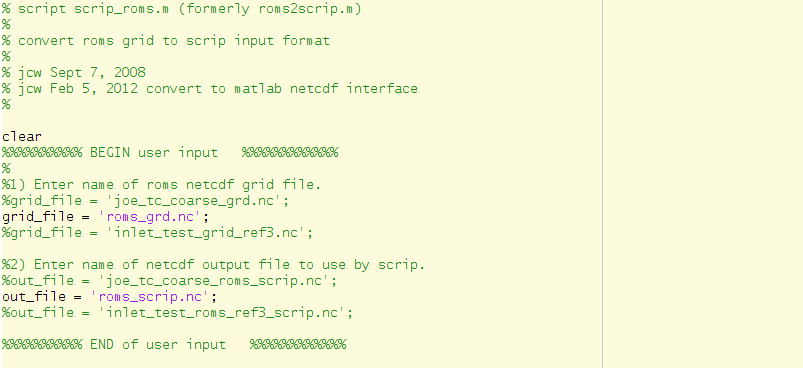 % script scrip_roms.m (formerly roms2scrip.m)
%
% convert roms grid to scrip input format
%
% jcw Sept 7, 2008
% jcw Feb 5, 2012 convert to matlab netcdf interface
%
clear
%%%%%%%%%% BEGIN user input   %%%%%%%%%%%%
%
%1) Enter name of roms netcdf grid file.
%grid_file = 'joe_tc_coarse_grd.nc';
grid_file = 'roms_grd.nc';
%grid_file = 'inlet_test_grid_ref3.nc';
%2) Enter name of netcdf output file to use by scrip.
%out_file = 'joe_tc_coarse_roms_scrip.nc';
out_file = 'roms_scrip.nc';
%out_file = 'inlet_test_roms_ref3_scrip.nc';
%%%%%%%%%% END of user input   %%%%%%%%%%%%